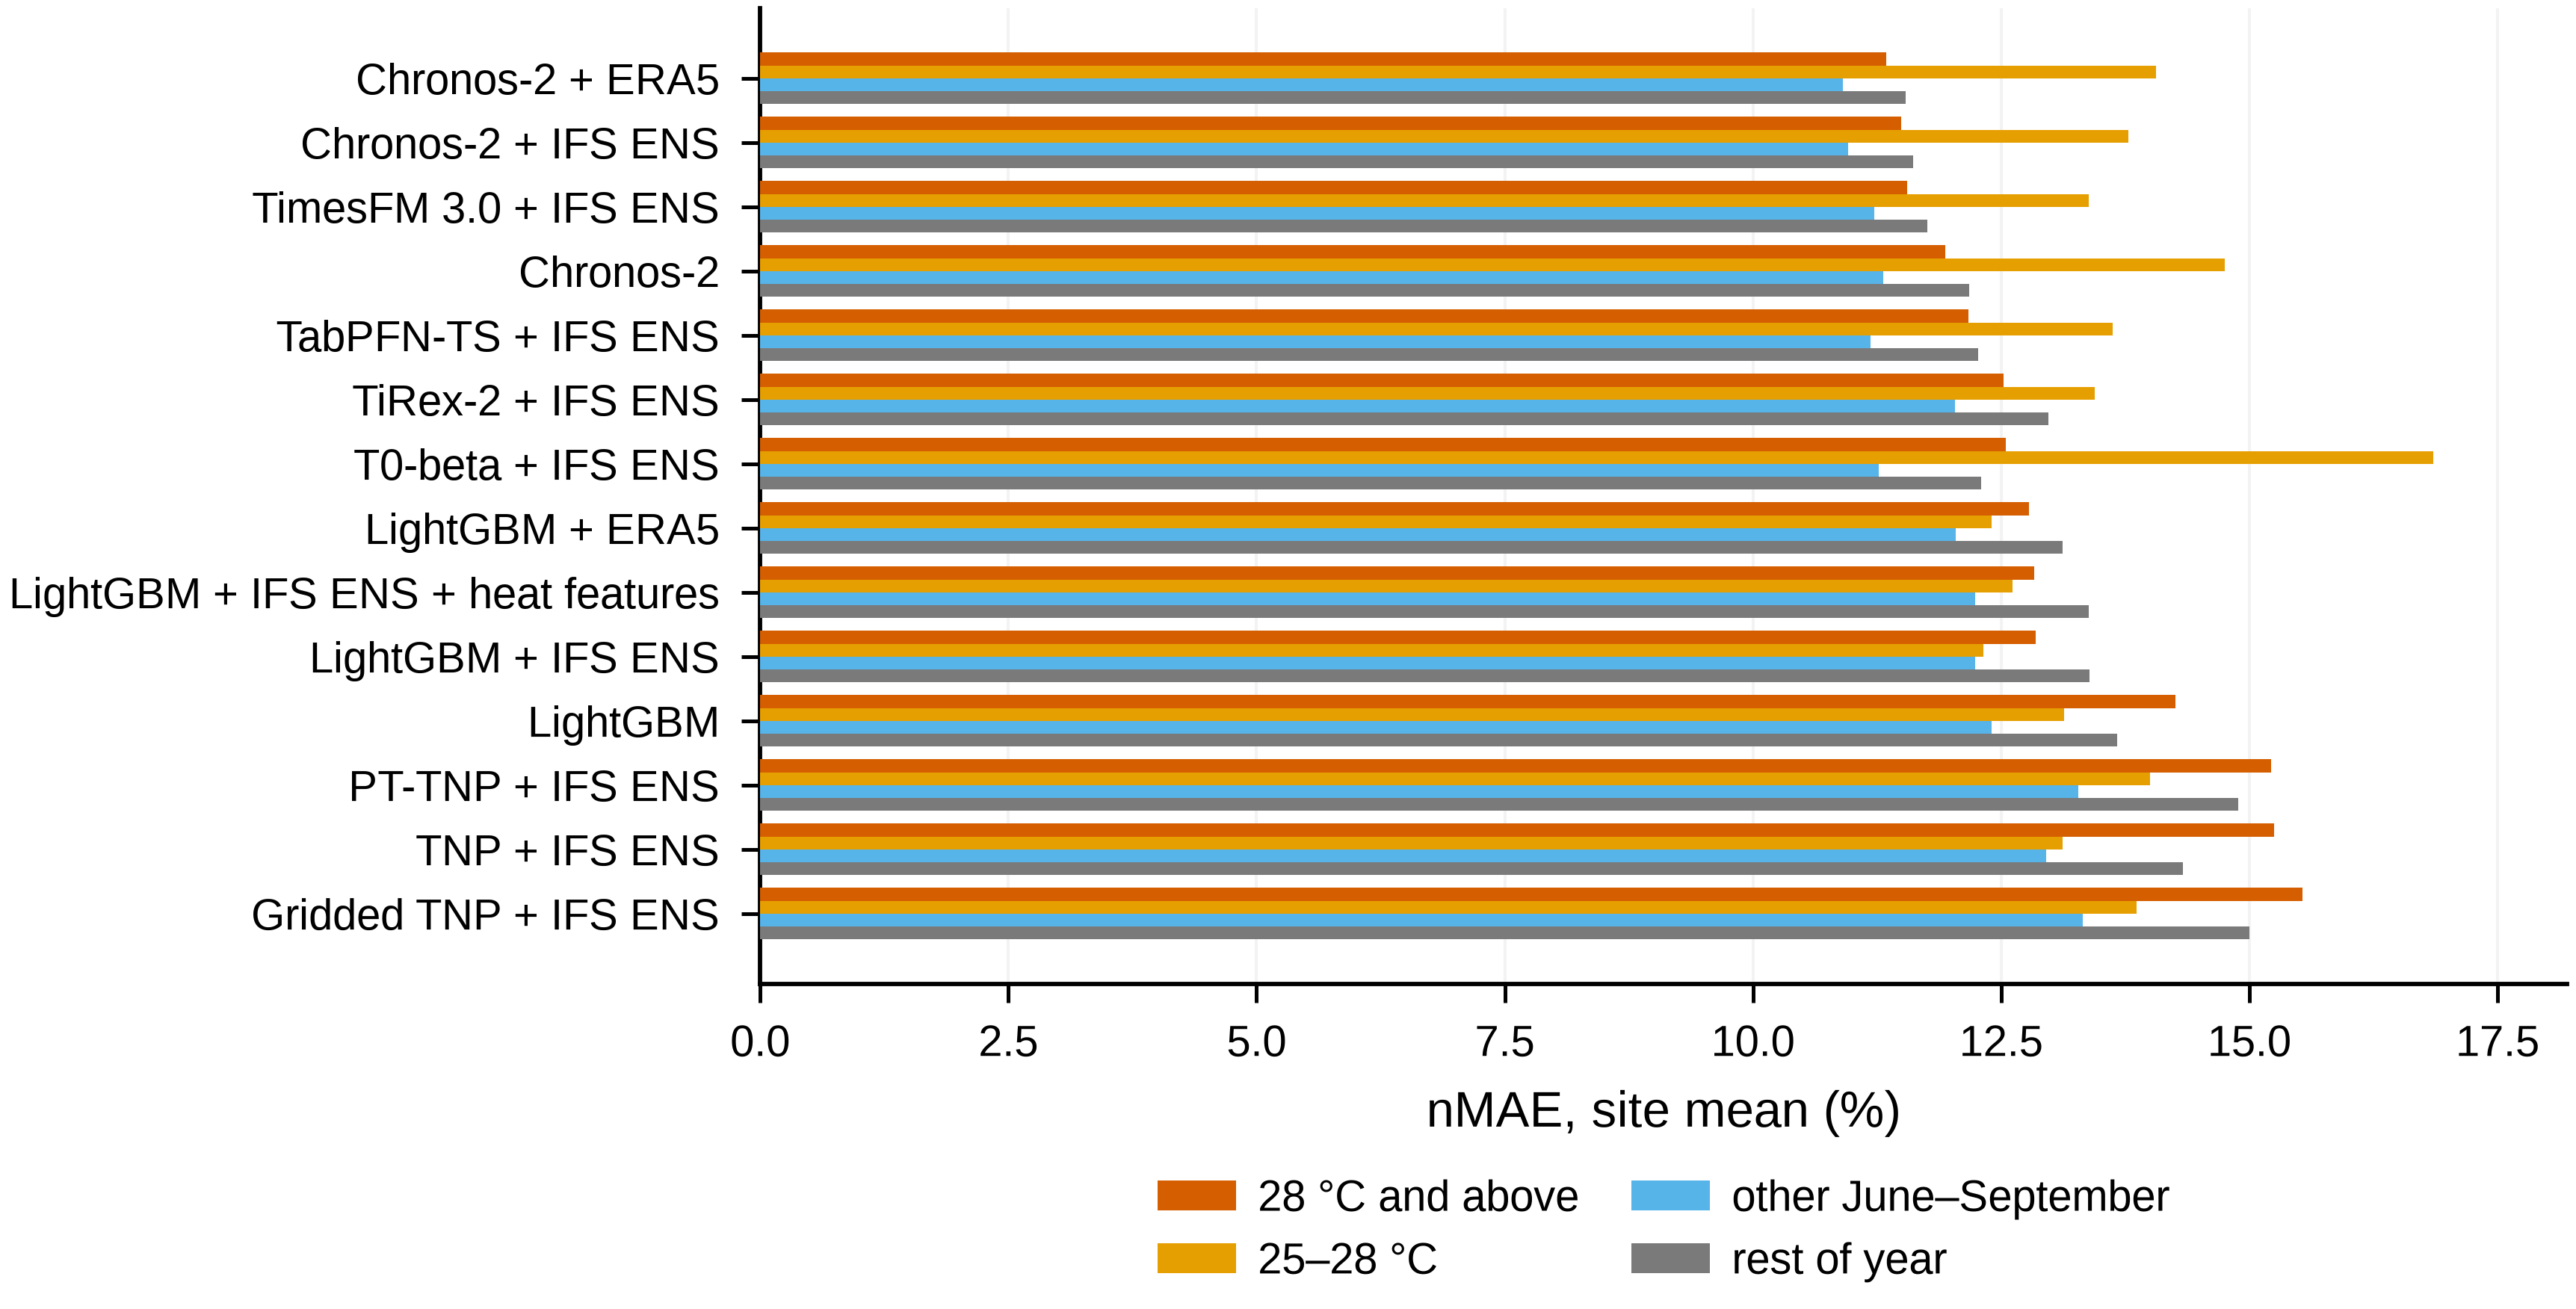 Chronos-2 + ERA5
Chronos-2 + IFS ENS
TimesFM 3.0 + IFS ENS
Chronos-2
TabPFN-TS + IFS ENS
TiRex-2 + IFS ENS
T0-beta + IFS ENS
LightGBM + ERA5
LightGBM + IFS ENS + heat features
LightGBM + IFS ENS
LightGBM
PT-TNP + IFS ENS
TNP + IFS ENS
Gridded TNP + IFS ENS
0.0 2.5 5.0 7.5 10.0 12.5 15.0 17.5
nMAE, site mean (%)
28 °C and above other June–September
25–28 °C rest of year